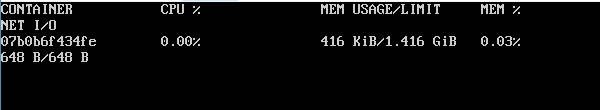 CONTAINER CPU % MEM USAGE/LIMIT MEM %
NET I/O
07b0b6f434fe 0.00% 416 KiB/1.416 GiB 0.03%
648 B/648 B